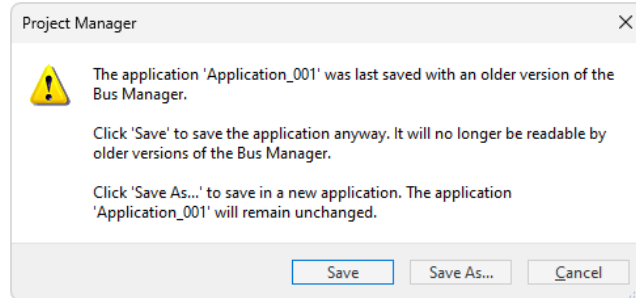 Project Manager
The application 'Application_001' was last saved with an older version of the
Bus Manager.
Click 'Save' to save the application anyway. It will no longer be readable by
older versions of the Bus Manager.
Click 'Save As...' to save in a new application. The application
'Application_001' will remain unchanged.
Save
Save As...
Cancel